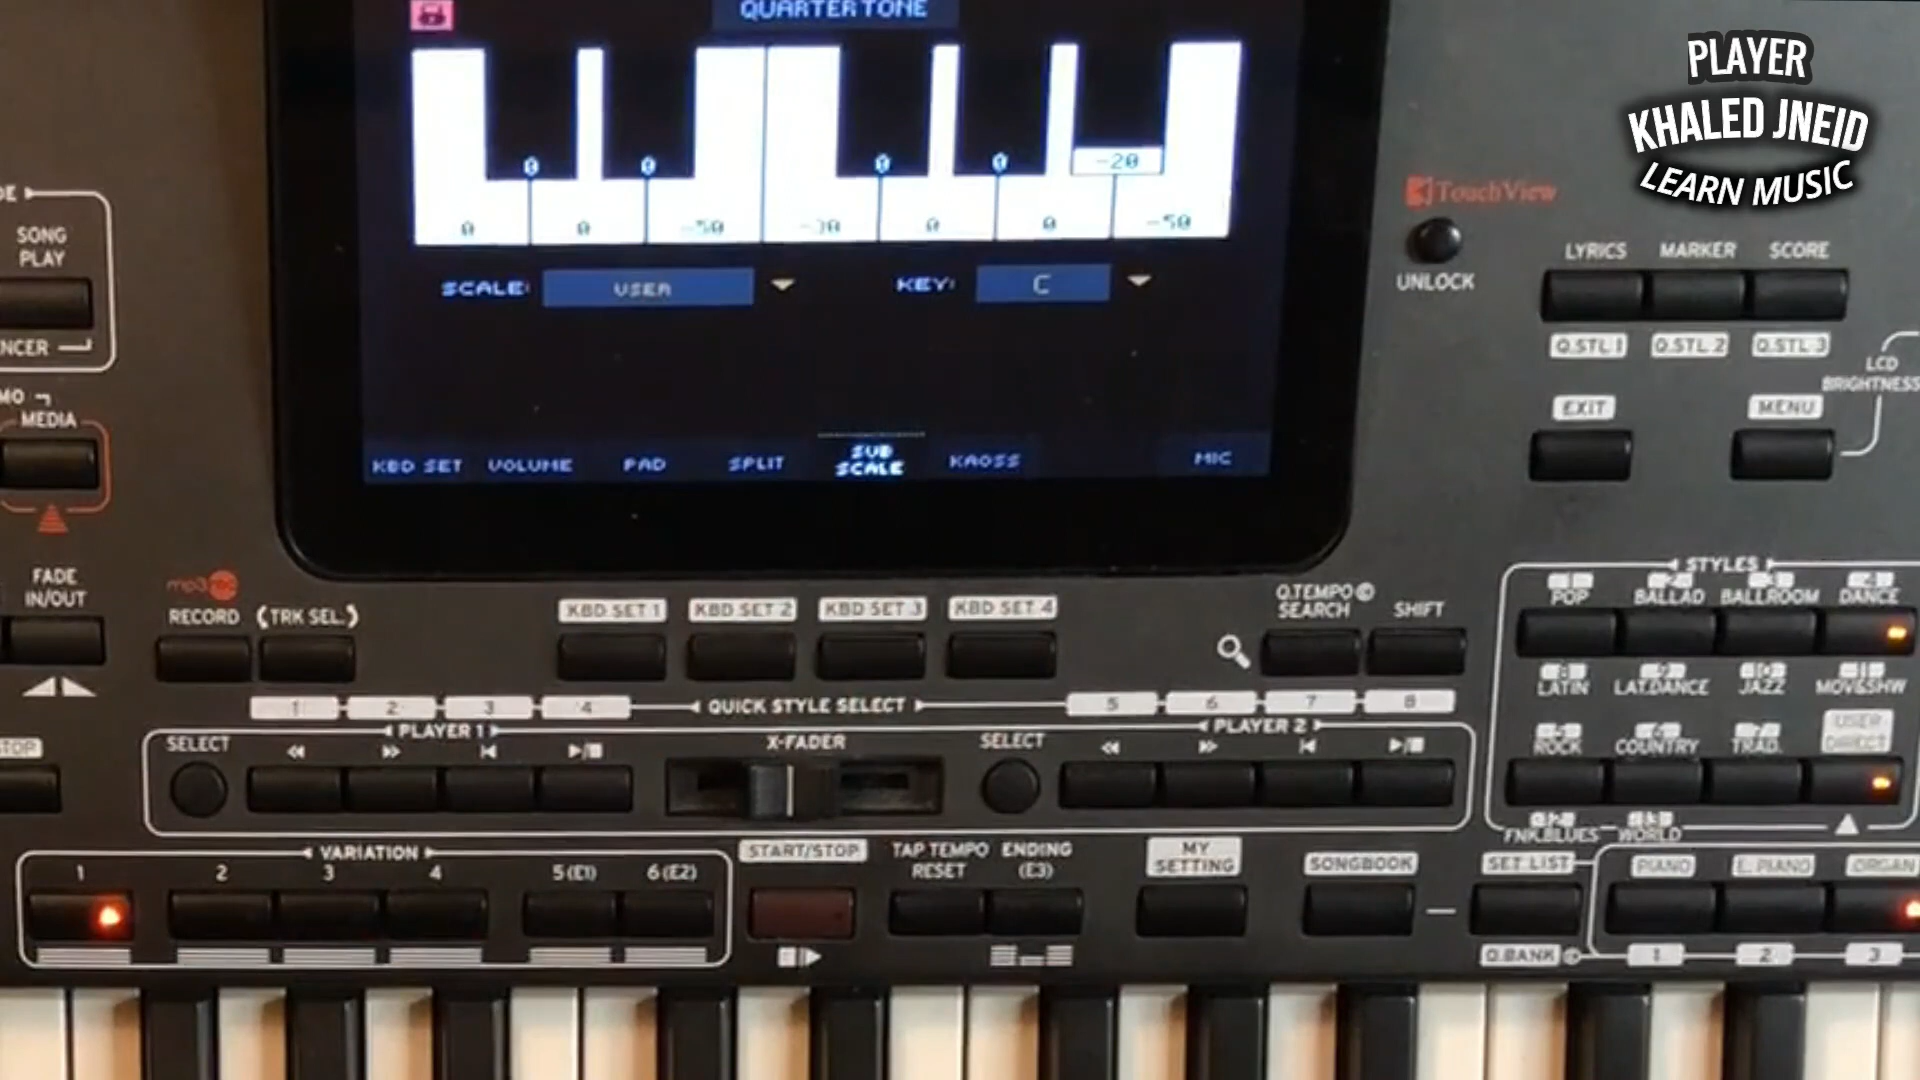 QUARTER TONE
PLAYER
KHALED JNEID
LEARN MUSIC
0 0 0 0 -20
0 0 -50 -30 0 0 -50
SCALE: USER KEY: C
KBD SET VOLUME PAD SPLIT SUB SCALE KAOSS MIC
TouchView
UNLOCK
LYRICS MARKER SCORE
Q.STL 1 Q.STL 2 Q.STL 3
LCD
BRIGHTNESS
EXIT MENU
SONG
PLAY
MEDIA
FADE
IN/OUT
mp3 rec
RECORD (TRK SEL.)
KBD SET 1 KBD SET 2 KBD SET 3 KBD SET 4
Q.TEMPO
SEARCH
SHIFT
STYLES
POP BALLAD BALLROOM DANCE
LATIN LAT.DANCE JAZZ MOV&SHW
ROCK COUNTRY TRAD. USER DIRECT
FNK.BLUES WORLD
1 2 3 4 QUICK STYLE SELECT 5 6 7 8
PLAYER 1 PLAYER 2
SELECT X-FADER SELECT
VARIATION
1 2 3 4 5(E1) 6(E2)
START/STOP
TAP TEMPO
RESET
ENDING
(E3)
MY
SETTING
SONGBOOK
SET LIST
PIANO E. PIANO ORGAN
Q.BANK 1 2 3